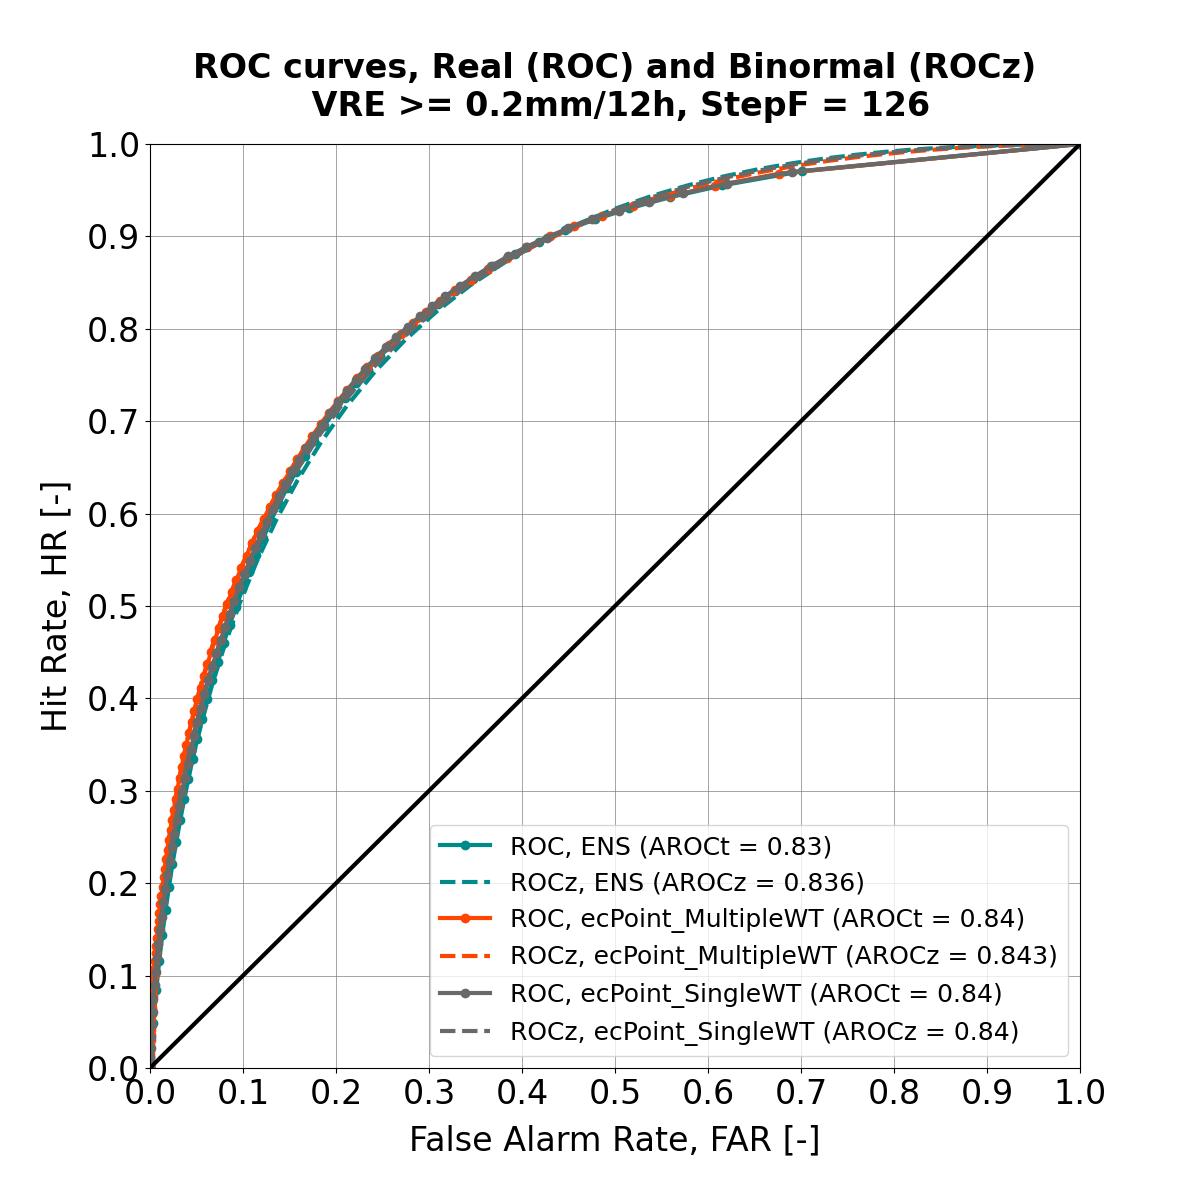 ROC curves, Real (ROC) and Binormal (ROCz)
VRE >= 0.2mm/12h, StepF = 126
1.0
0.9
0.8
0.7
0.6
0.5
0.4
0.3
0.2
0.1
0.0
Hit Rate, HR [-]
ROC, ENS (AROCt = 0.83)
ROCz, ENS (AROCz = 0.836)
ROC, ecPoint_MultipleWT (AROCt = 0.84)
ROCz, ecPoint_MultipleWT (AROCz = 0.843)
ROC, ecPoint_SingleWT (AROCt = 0.84)
ROCz, ecPoint_SingleWT (AROCz = 0.84)
0.0 0.1 0.2 0.3 0.4 0.5 0.6 0.7 0.8 0.9 1.0
False Alarm Rate, FAR [-]